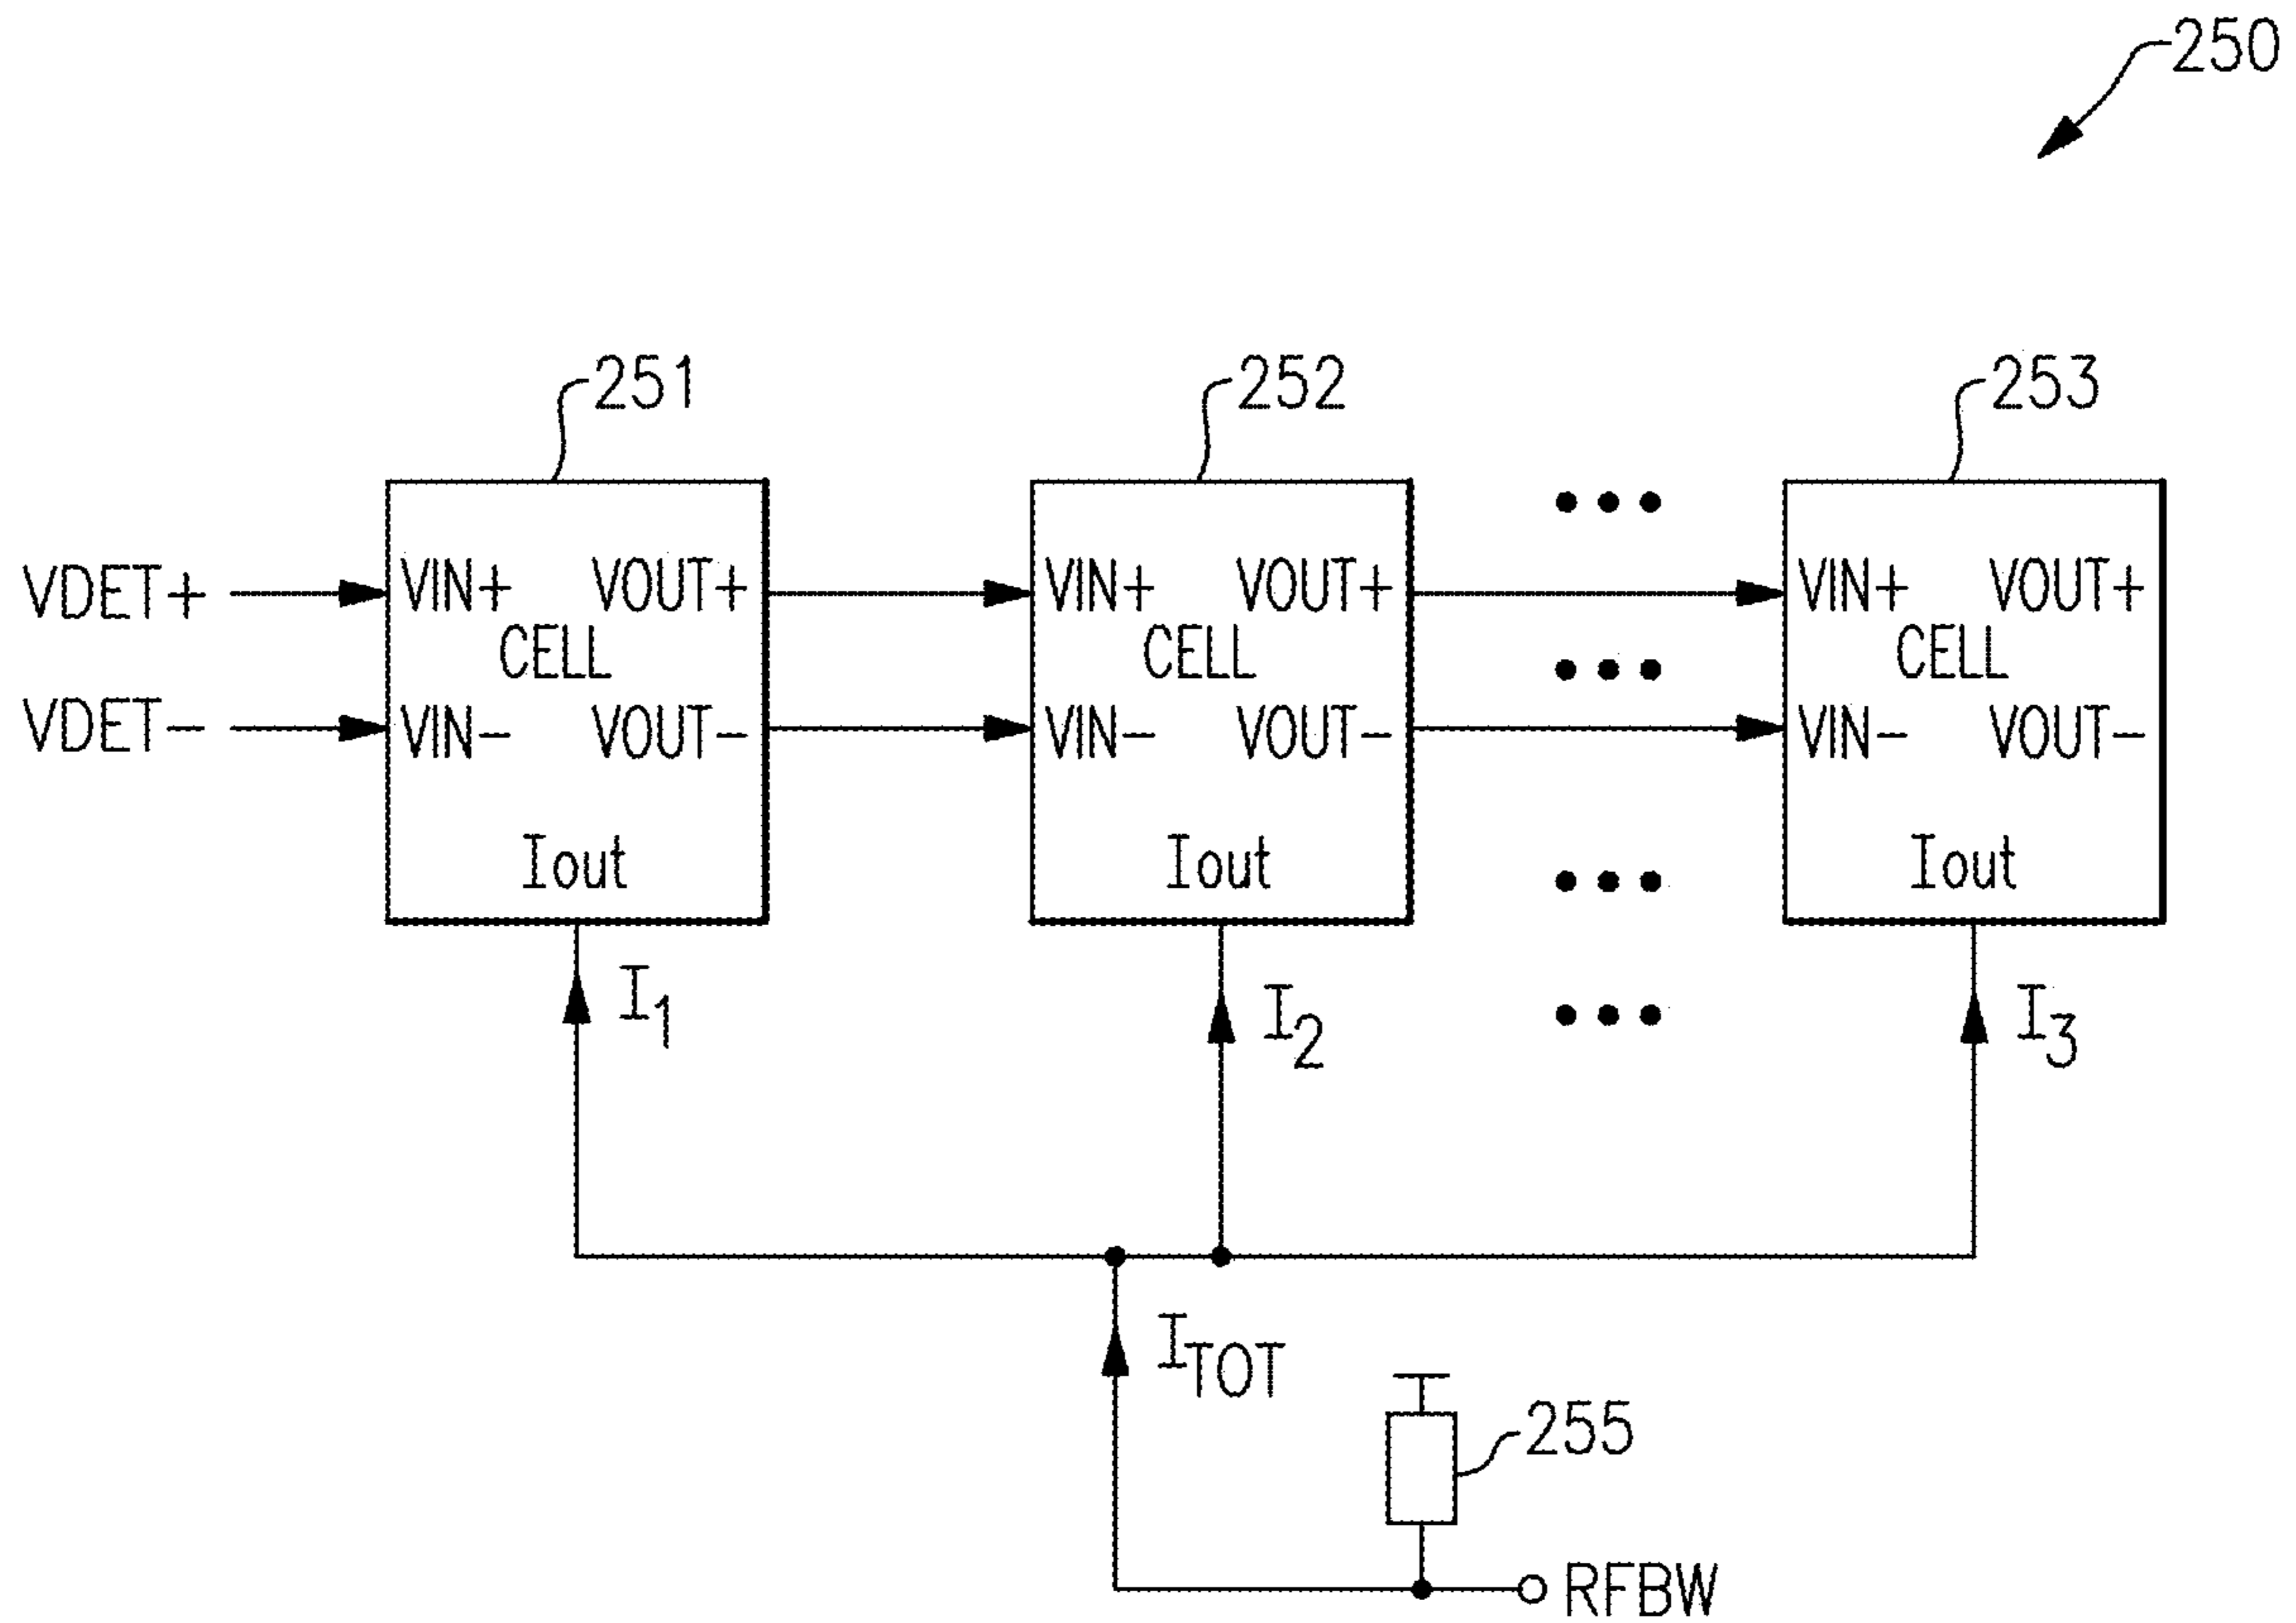 250
251
252
253
VDET+
VIN+ VOUT+
CELL
VIN- VOUT-
Iout
VDET-
VIN+ VOUT+
CELL
VIN- VOUT-
Iout
VIN+ VOUT+
CELL
VIN- VOUT-
Iout
I1
I2
I3
ITOT
255
RFBW